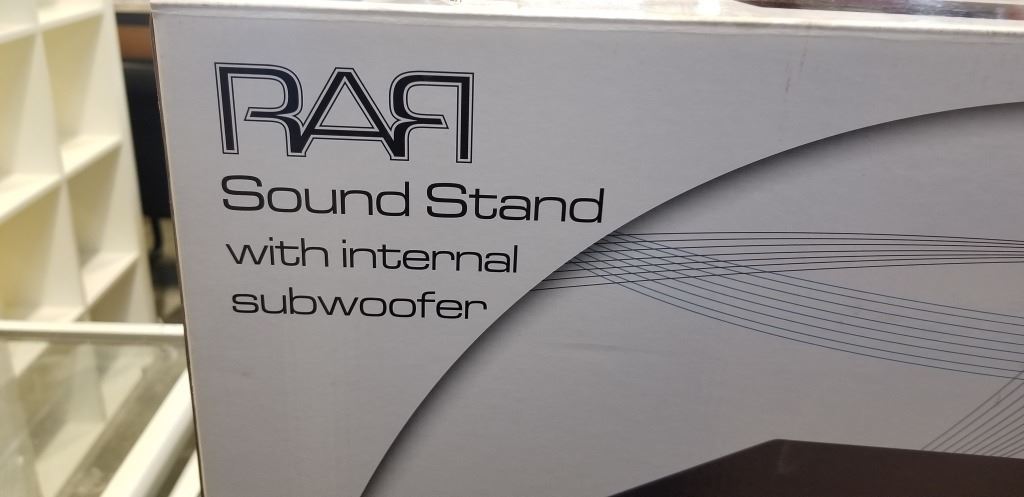 RAR
Sound Stand
with internal
subwoofer